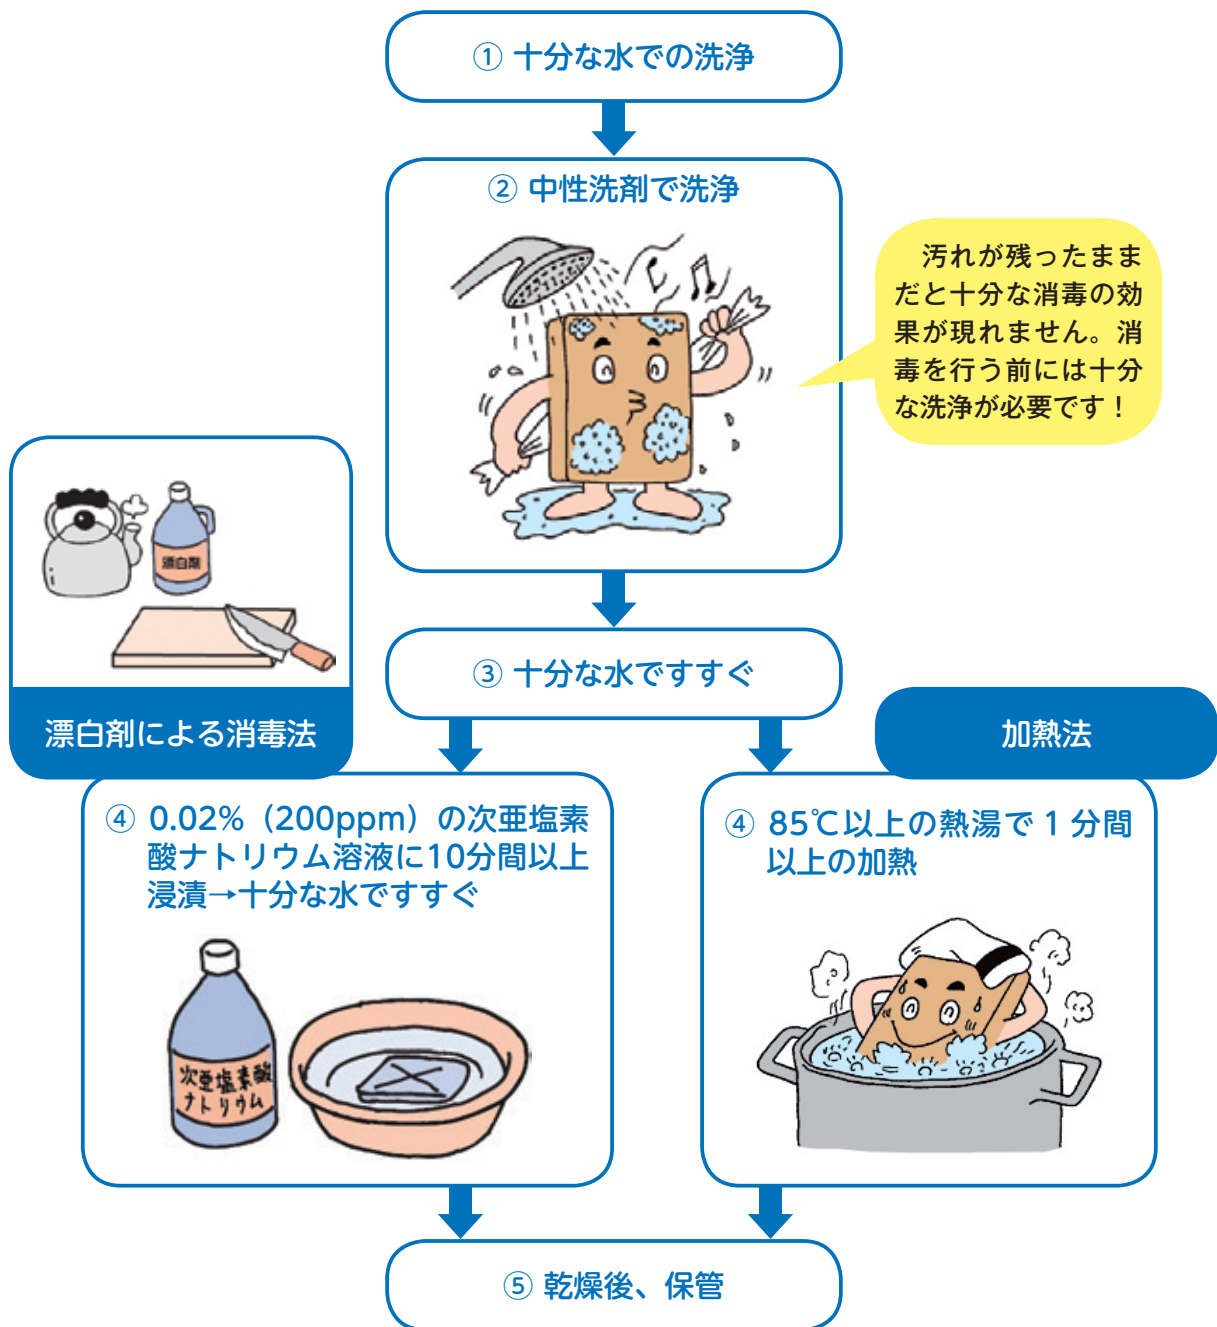 ① 十分な水での洗浄
② 中性洗剤で洗浄
汚れが残ったまま
だと十分な消毒の効
果が現れません。消
毒を行う前には十分
な洗浄が必要です！
漂白剤
③ 十分な水ですすぐ
漂白剤による消毒法
加熱法
④ 0.02%（200ppm）の次亜塩素
酸ナトリウム溶液に10分間以上
浸漬→十分な水ですすぐ
次亜塩素酸
ナトリウム
④ 85℃以上の熱湯で1分間
以上の加熱
⑤ 乾燥後、保管